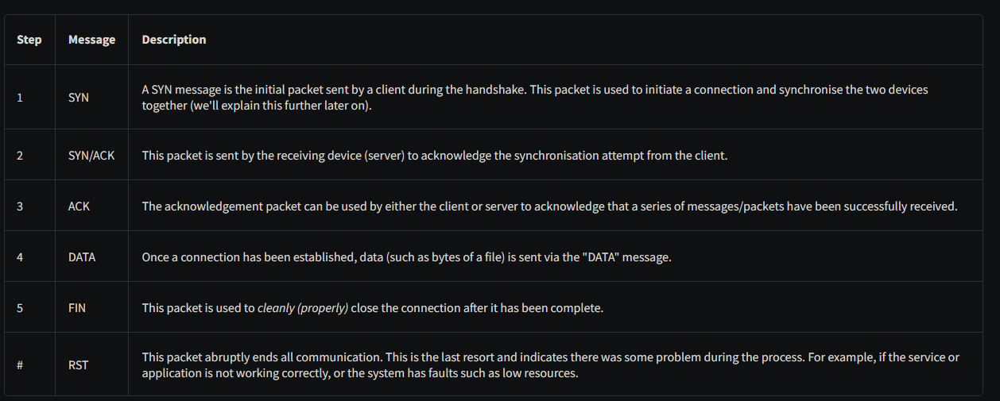 Step Message Description
1 SYN A SYN message is the initial packet sent by a client during the handshake. This packet is used to initiate a connection and synchronise the two devices
together (we'll explain this further later on).
2 SYN/ACK This packet is sent by the receiving device (server) to acknowledge the synchronisation attempt from the client.
3 ACK The acknowledgement packet can be used by either the client or server to acknowledge that a series of messages/packets have been successfully received.
4 DATA Once a connection has been established, data (such as bytes of a file) is sent via the "DATA" message.
5 FIN This packet is used to cleanly (properly) close the connection after it has been complete.
# RST This packet abruptly ends all communication. This is the last resort and indicates there was some problem during the process. For example, if the service or
application is not working correctly, or the system has faults such as low resources.